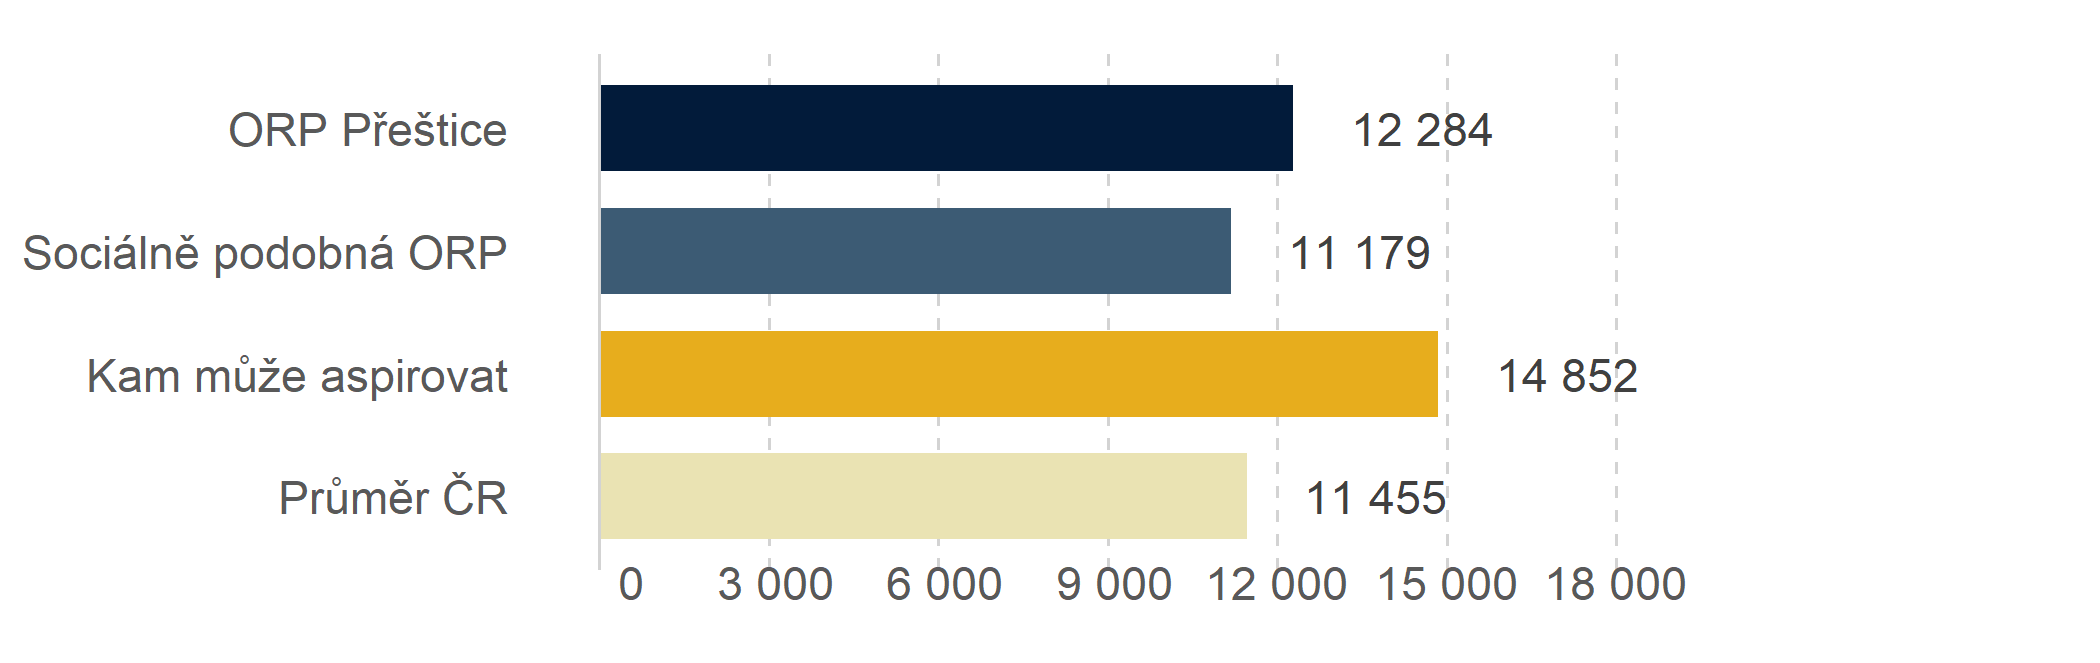 ORP Přeštice 12 284
Sociálně podobná ORP 11 179
Kam může aspirovat 14 852
Průměr ČR 11 455
0 3 000 6 000 9 000 12 000 15 000 18 000